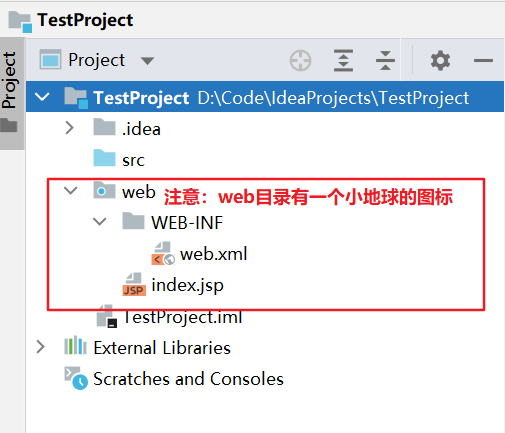 TestProject
Project
Project
TestProject D:\Code\IdeaProjects\TestProject
.idea
src
web 注意：web目录有一个小地球的图标
WEB-INF
web.xml
JSP index.jsp
TestProject.iml
External Libraries
Scratches and Consoles